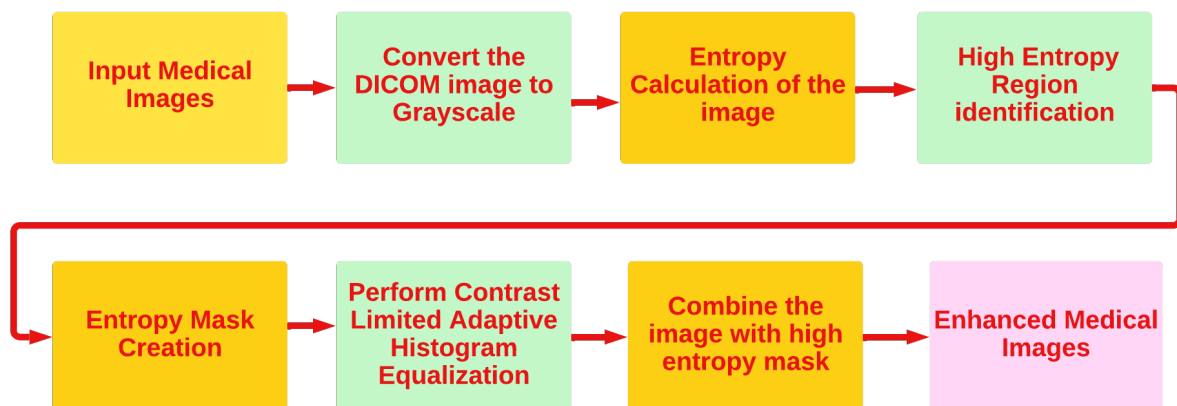 Input Medical
Images
Convert the
DICOM image to
Grayscale
Entropy
Calculation of the
image
High Entropy
Region
identification
Entropy Mask
Creation
Perform Contrast
Limited Adaptive
Histogram
Equalization
Combine the
image with high
entropy mask
Enhanced Medical
Images